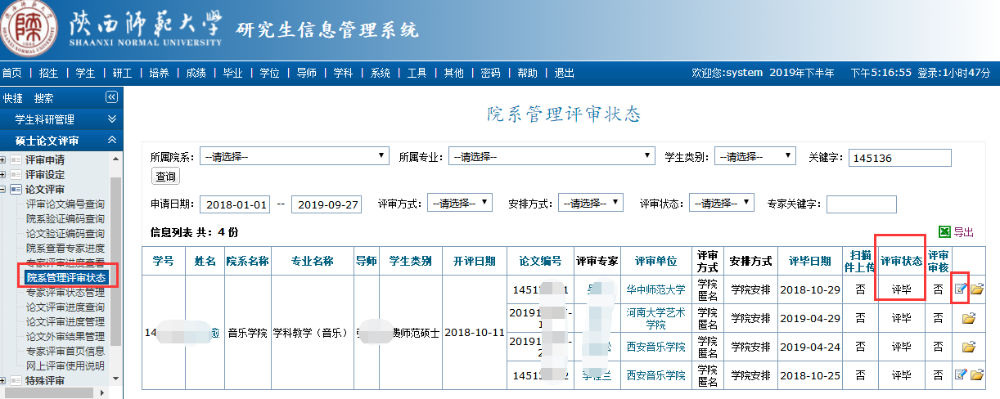 陕西师范大学 研究生信息管理系统
SHAANXI NORMAL UNIVERSITY
首页 | 招生 | 学生 | 研工 | 培养 | 成绩 | 毕业 | 学位 | 导师 | 学科 | 系统 | 工具 | 其他 | 密码 | 帮助 | 退出 欢迎您:system 2019年下半年 下午5:16:55 登录:1小时47分
快捷 搜索
学生科研管理
硕士论文评审
评审申请
评审设定
论文评审
评审论文编号查询
院系验证编码查询
论文验证编码查询
院系查看专家进度
专家评审进度查看
院系管理评审状态
专家评审状态管理
论文评审进度查询
论文评审进度管理
论文外审结果管理
专家评审首页信息
网上评审使用说明
特殊评审
院系管理评审状态
所属院系: --请选择-- 所属专业: --请选择-- 学生类别: --请选择-- 关键字: 145136
查询
申请日期: 2018-01-01 -- 2019-09-27 评审方式: --请选择-- 安排方式: --请选择-- 评审状态: --请选择-- 专家关键字:
信息列表 共: 4 份 导出
学号 姓名 院系名称 专业名称 导师 学生类别 开评日期 论文编号 评审专家 评审单位 评审方式 安排方式 评毕日期 扫描件上传 评审状态 评审审核
14 音乐学院 学科教学（音乐） 费师范硕士 2018-10-11
1451 1 华中师范大学 学院匿名 学院安排 2018-10-29 否 评毕 否
20191 - 河南大学艺术学院 学院匿名 学院安排 2019-04-29 否 评毕 否
20191 - 西安音乐学院 学院匿名 学院安排 2019-04-24 否 评毕 否
14513 2 西安音乐学院 学院匿名 学院安排 2018-10-25 否 评毕 否